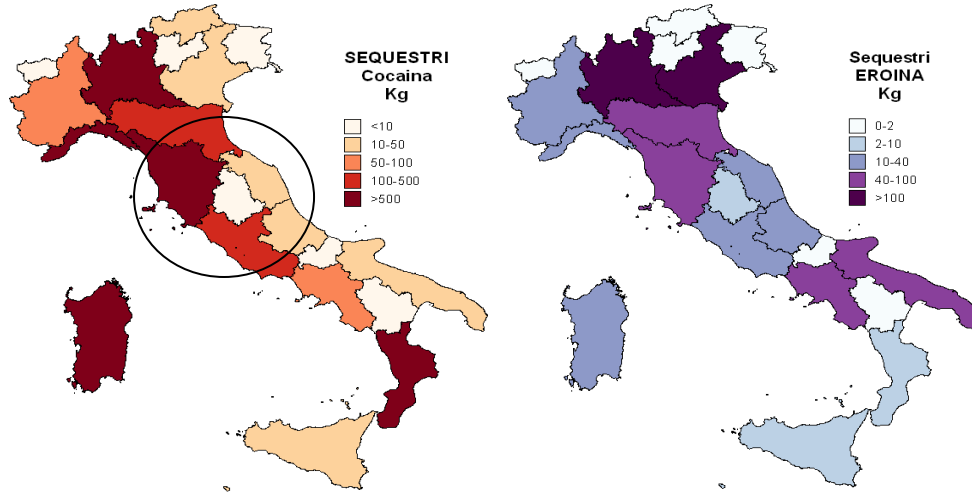 SEQUESTRI
Cocaina
Kg
<10
10-50
50-100
100-500
>500
Sequestri
EROINA
Kg
0-2
2-10
10-40
40-100
>100